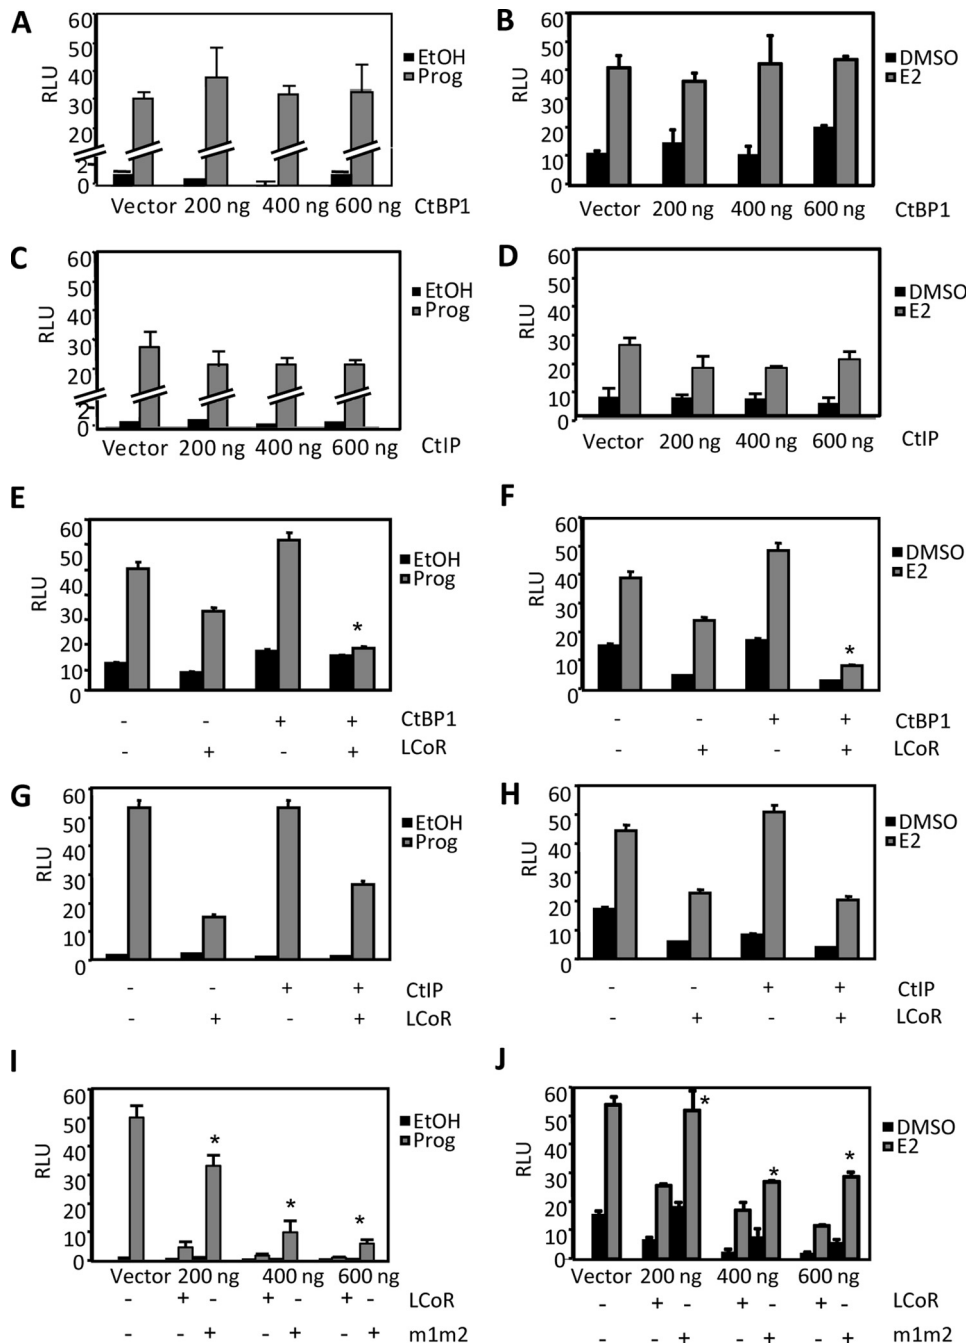 A
60
50
40
30
20
2
0
RLU
EtOH
Prog
Vector 200 ng 400 ng 600 ng CtBP1
B
60
50
40
30
20
10
0
RLU
DMSO
E2
Vector 200 ng 400 ng 600 ng CtBP1
C
60
50
40
30
20
2
0
RLU
EtOH
Prog
Vector 200 ng 400 ng 600 ng CtIP
D
60
50
40
30
20
10
0
RLU
DMSO
E2
Vector 200 ng 400 ng 600 ng CtIP
E
60
50
40
30
20
10
0
RLU
EtOH
Prog
*
- - + + CtBP1
- + - + LCoR
F
60
50
40
30
20
10
0
RLU
DMSO
E2
*
- - + + CtBP1
- + - + LCoR
G
60
50
40
30
20
10
0
RLU
EtOH
Prog
- - + + CtIP
- + - + LCoR
H
60
50
40
30
20
10
0
RLU
DMSO
E2
- - + + CtIP
- + - + LCoR
I
60
50
40
30
20
10
0
RLU
EtOH
Prog
* * *
Vector 200 ng 400 ng 600 ng
- + - + - + - LCoR
- - + - + - + m1m2
J
60
50
40
30
20
10
0
RLU
DMSO
E2
* * *
Vector 200 ng 400 ng 600 ng
- + - + - + - LCoR
- - + - + - + m1m2